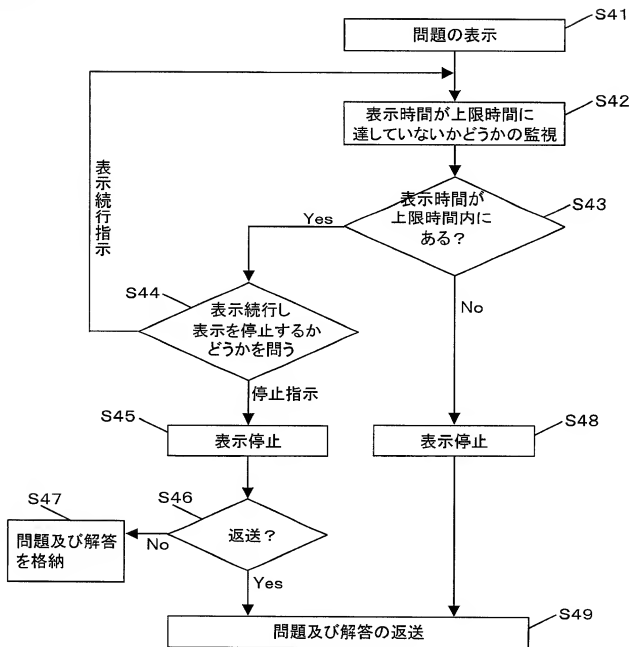 S41
問題の表示
S42
表示時間が上限時間に
達していないかどうかの監視
表示続行指示
表示時間が
上限時間内に
ある？
S43
Yes
No
S44
表示続行し
表示を停止するか
どうかを問う
停止指示
S45
表示停止
S48
表示停止
S46
返送？
S47
No
問題及び解答
を格納
Yes
S49
問題及び解答の返送